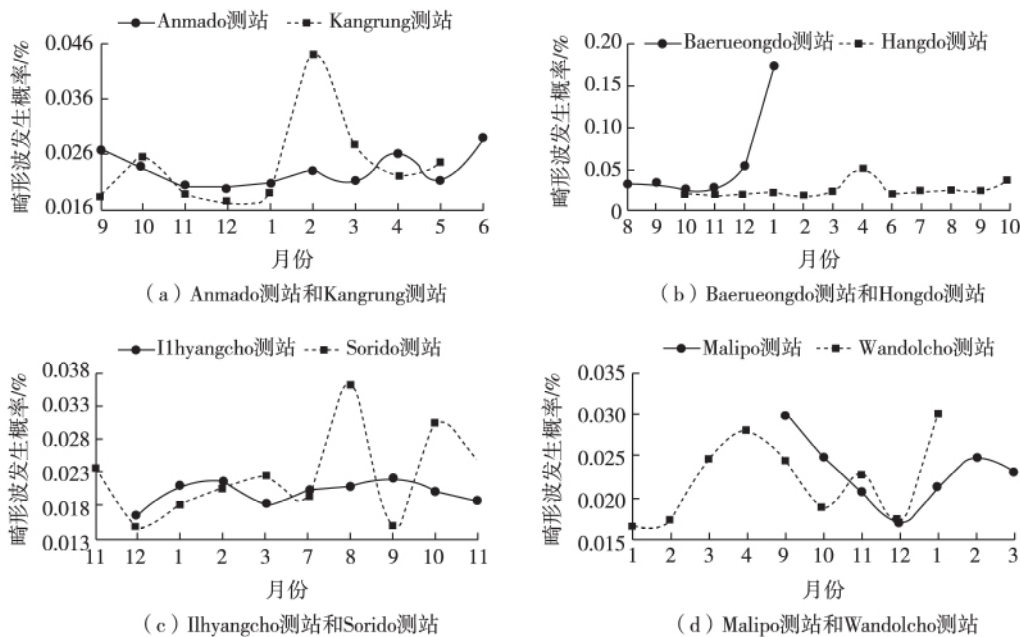 Anmado测站 Kangrung测站
畸形波发生概率/%
0.046
0.036
0.026
0.016
9 10 11 12 1 2 3 4 5 6
月份
(a)Anmado测站和Kangrung测站
Baerueongdo测站 Hangdo测站
畸形波发生概率/%
0.20
0.15
0.10
0.05
0
8 9 10 11 12 1 2 3 4 6 7 8 9 10
月份
(b)Baerueongdo测站和Hongdo测站
I1hyangcho测站 Sorido测站
畸形波发生概率/%
0.038
0.033
0.028
0.023
0.018
0.013
11 12 1 2 3 7 8 9 10 11
月份
(c)Ilhyangcho测站和Sorido测站
Malipo测站 Wandolcho测站
畸形波发生概率/%
0.035
0.030
0.025
0.020
0.015
1 2 3 4 9 10 11 12 1 2 3
月份
(d)Malipo测站和Wandolcho测站